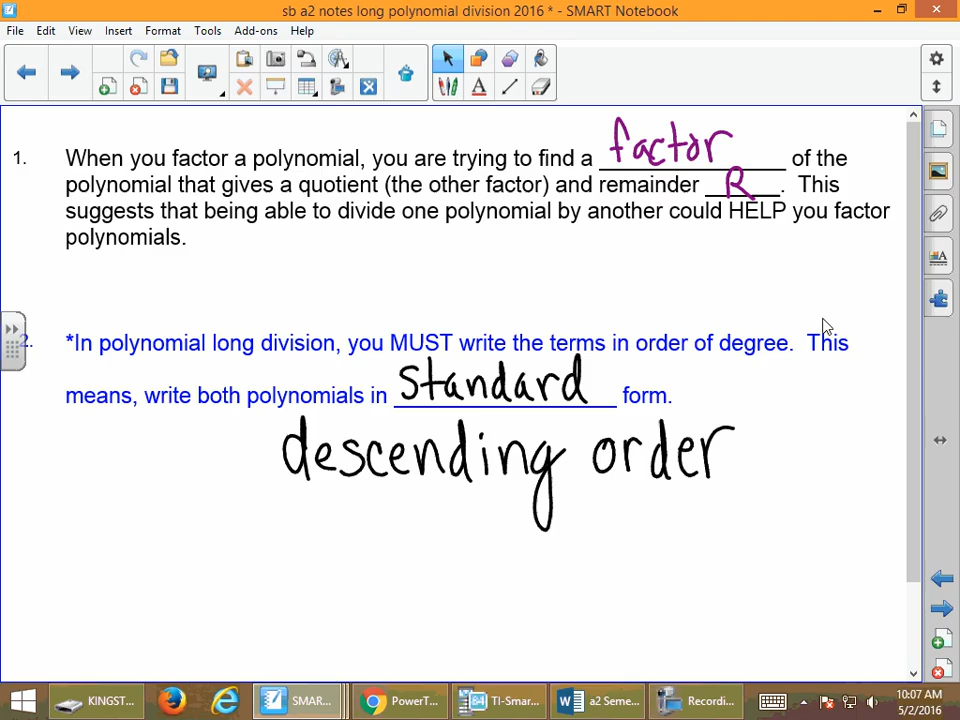 sb a2 notes long polynomial division 2016 * - SMART Notebook
File Edit View Insert Format Tools Add-ons Help
1. When you factor a polynomial, you are trying to find a factor of the
polynomial that gives a quotient (the other factor) and remainder R. This
suggests that being able to divide one polynomial by another could HELP you factor
polynomials.
2. *In polynomial long division, you MUST write the terms in order of degree. This
means, write both polynomials in standard form.
descending order
KINGST... SMAR... PowerT... TI-Smar... a2 Seme... Recordi...
10:07 AM
5/2/2016